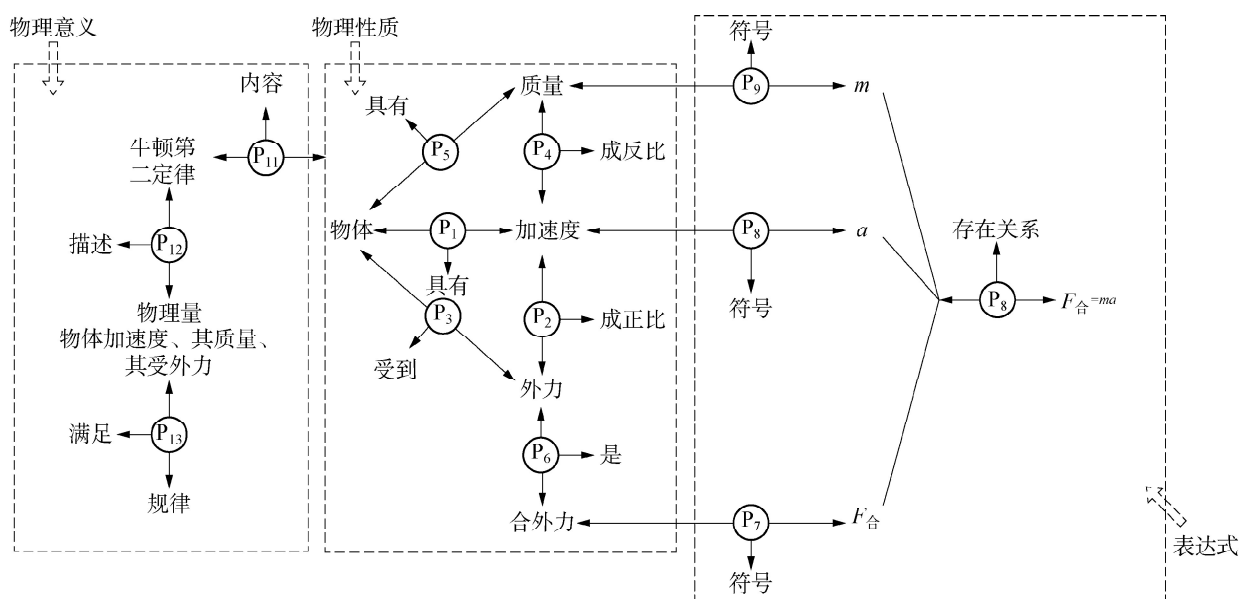 物理意义
内容
牛顿第
二定律
P11
描述
P12
物理量
物体加速度、其质量、
其受外力
满足
P13
规律
物理性质
质量
具有
P5
P4
成反比
物体
P1
加速度
具有
P3
P2
成正比
受到
外力
P6
是
合外力
符号
P9
m
P8
a
符号
存在关系
P8
F合=ma
P7
F合
符号
表达式